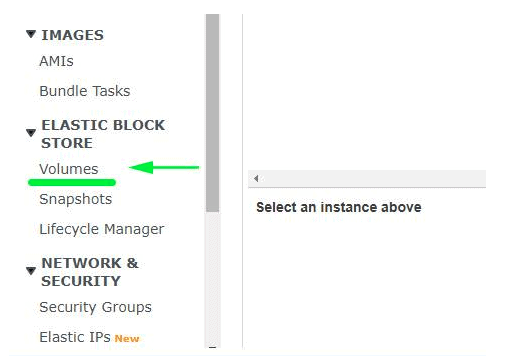 IMAGES
AMIs
Bundle Tasks
ELASTIC BLOCK
STORE
Volumes
Snapshots
Lifecycle Manager
NETWORK &
SECURITY
Security Groups
Elastic IPs New
Select an instance above